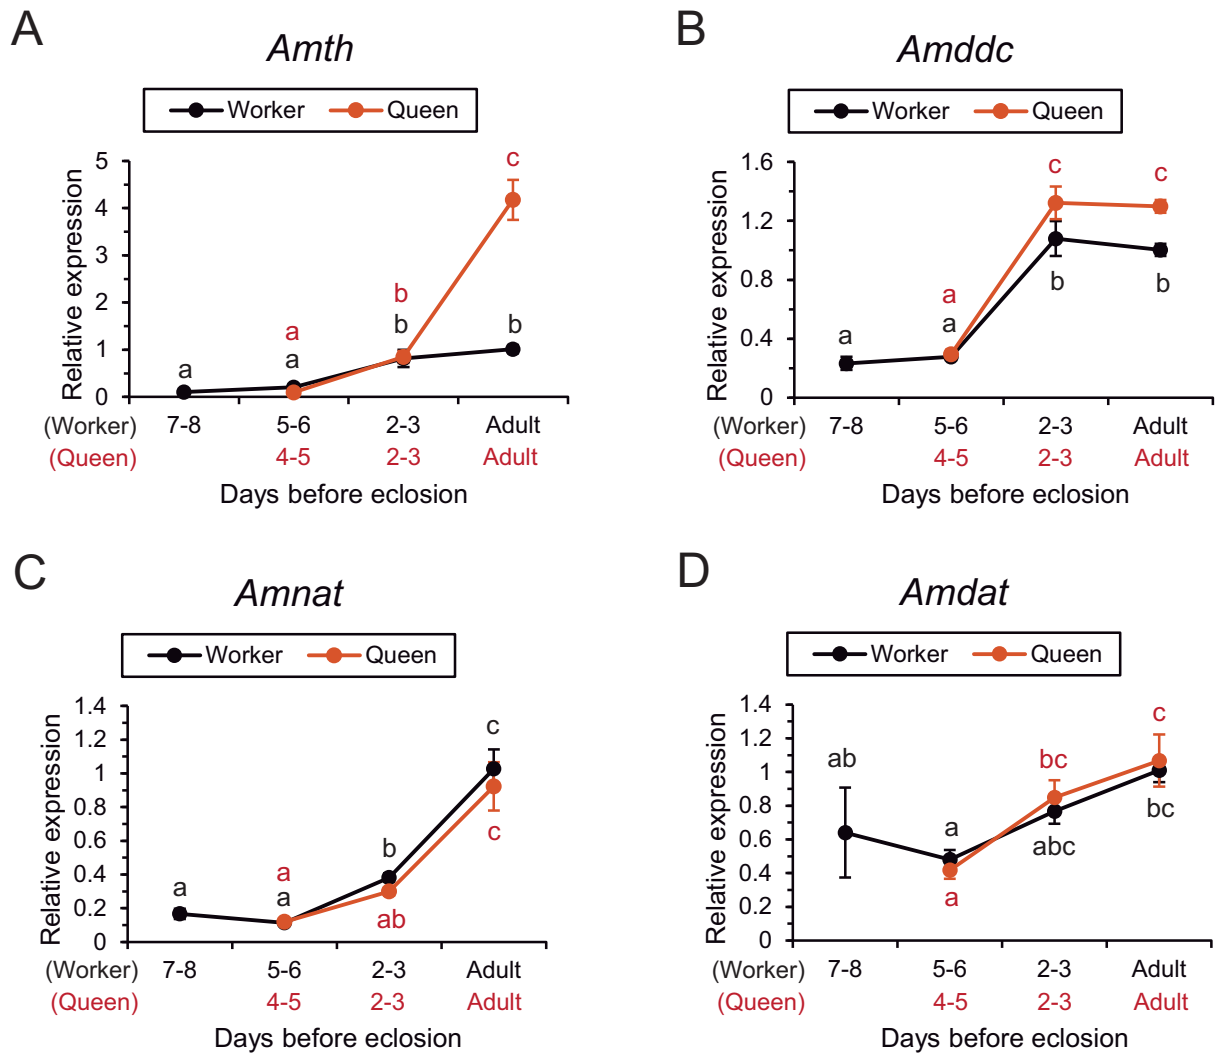 A
Amth
Worker Queen
Relative expression
5
4
3
2
1
0
a
a
a
b
b
c
b
(Worker) 7-8 5-6 2-3 Adult
(Queen) 4-5 2-3 Adult
Days before eclosion
B
Amddc
Worker Queen
Relative expression
1.6
1.2
0.8
0.4
0
a
a
a
c
b
c
b
(Worker) 7-8 5-6 2-3 Adult
(Queen) 4-5 2-3 Adult
Days before eclosion
C
Amnat
Worker Queen
Relative expression
1.4
1.2
1
0.8
0.6
0.4
0.2
0
a
a
a
b
ab
c
c
(Worker) 7-8 5-6 2-3 Adult
(Queen) 4-5 2-3 Adult
Days before eclosion
D
Amdat
Worker Queen
Relative expression
1.4
1.2
1
0.8
0.6
0.4
0.2
0
ab
a
a
bc
abc
c
bc
(Worker) 7-8 5-6 2-3 Adult
(Queen) 4-5 2-3 Adult
Days before eclosion